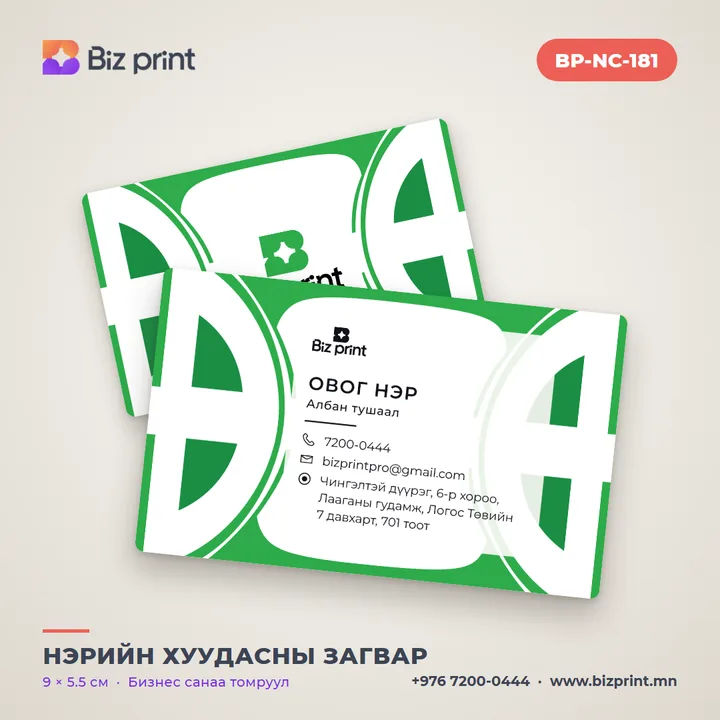 Biz print
BP-NC-181
Biz print
ОВОГ НЭР
Албан тушаал
7200-0444
bizprintpro@gmail.com
Чингэлтэй дүүрэг, 6-р хороо,
Лааганы гудамж, Логос Төвийн
7 давхарт, 701 тоот
НЭРИЙН ХУУДАСНЫ ЗАГВАР
9 × 5.5 см · Бизнес санаа томруул
+976 7200-0444 · www.bizprint.mn